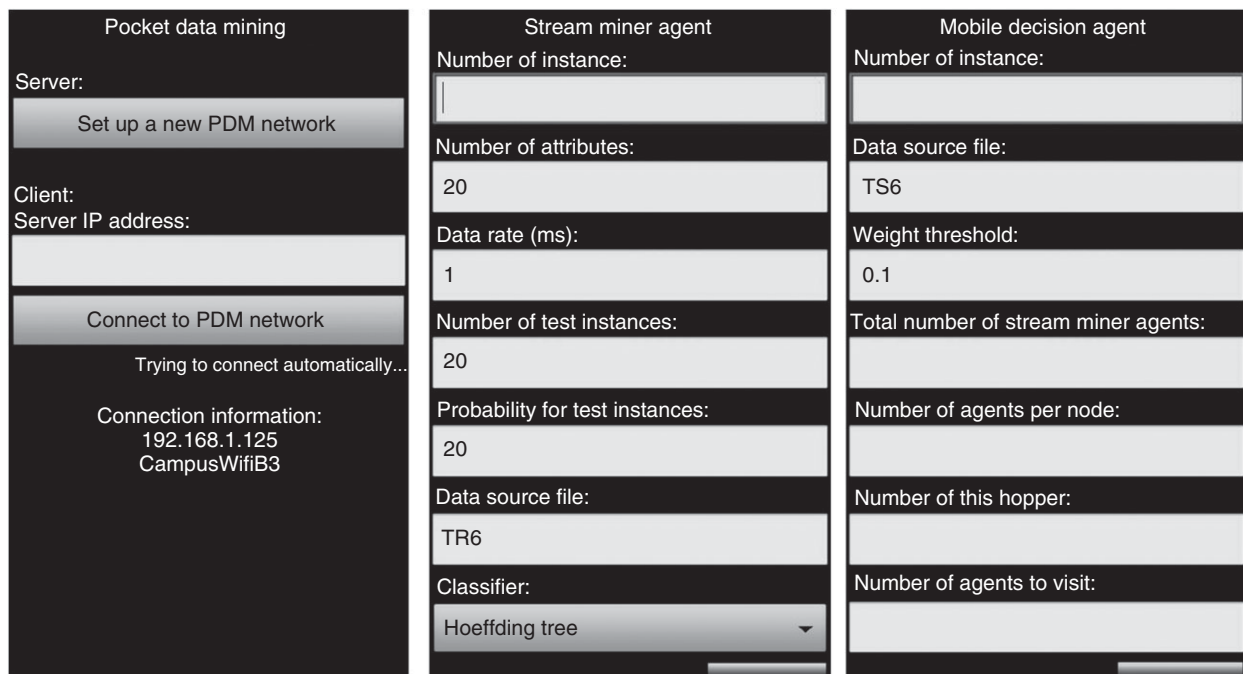 Pocket data mining
Server:
Set up a new PDM network
Client:
Server IP address:
Connect to PDM network
Trying to connect automatically...
Connection information:
192.168.1.125
CampusWifiB3
Stream miner agent
Number of instance:
Number of attributes:
20
Data rate (ms):
1
Number of test instances:
20
Probability for test instances:
20
Data source file:
TR6
Classifier:
Hoeffding tree
Mobile decision agent
Number of instance:
Data source file:
TS6
Weight threshold:
0.1
Total number of stream miner agents:
Number of agents per node:
Number of this hopper:
Number of agents to visit: